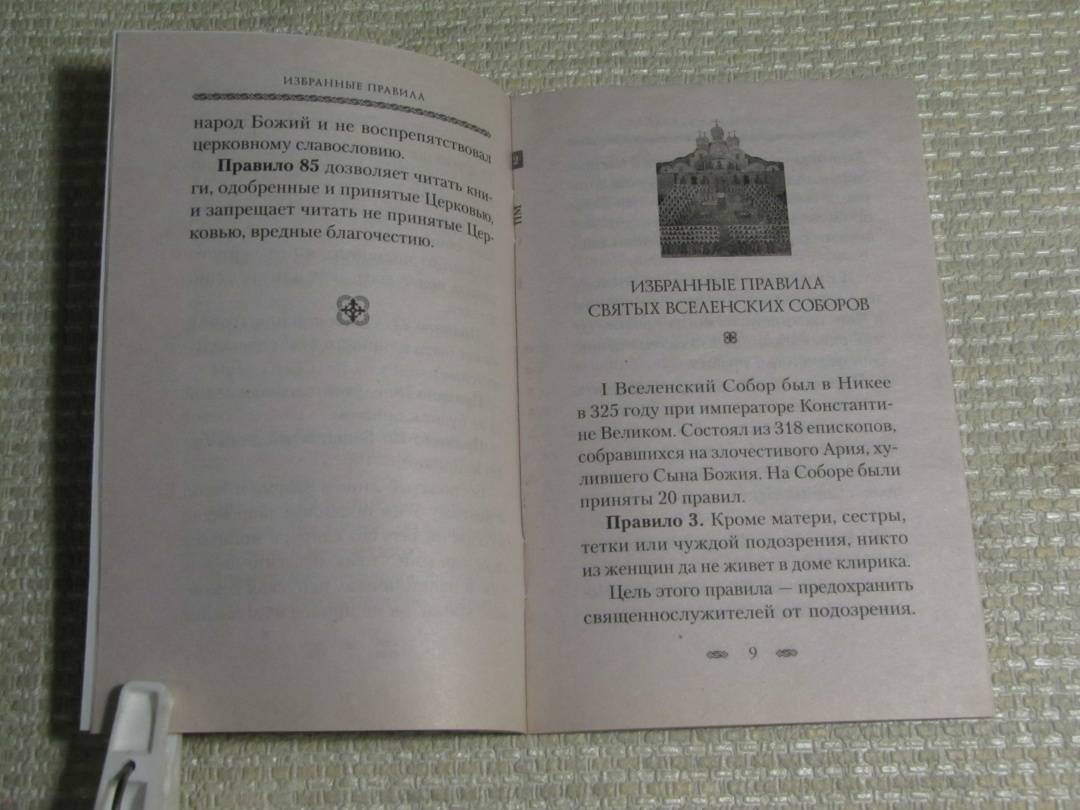 ИЗБРАННЫЕ ПРАВИЛА
народ Божий и не воспрепятствовал
церковному славословию.
Правило 85 дозволяет читать кни-
ги, одобренные и принятые Церковью,
и запрещает читать не принятые Цер-
ковью, вредные благочестию.
ИЗБРАННЫЕ ПРАВИЛА
СВЯТЫХ ВСЕЛЕНСКИХ СОБОРОВ
I Вселенский Собор был в Никее
в 325 году при императоре Константи-
не Великом. Состоял из 318 епископов,
собравшихся на злочестивого Ария, ху-
лившего Сына Божия. На Соборе были
приняты 20 правил.
Правило 3. Кроме матери, сестры,
тетки или чуждой подозрения, никто
из женщин да не живет в доме клирика.
Цель этого правила — предохранить
священнослужителей от подозрения.
9